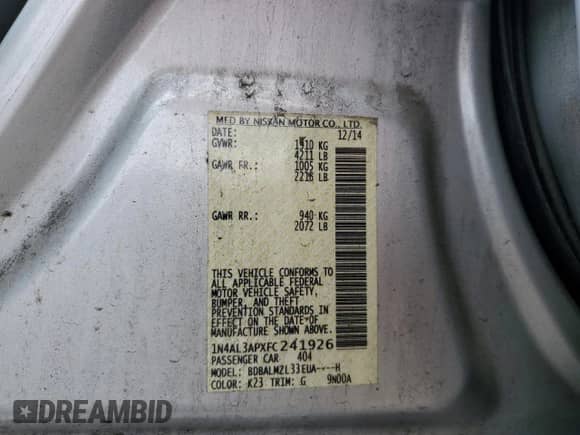 MFD BY NISSAN MOTOR CO., LTD.
DATE: 12/14
GVWR: 1910 KG
4211 LB
GAWR FR.: 1005 KG
2216 LB
GAWR RR.: 940 KG
2072 LB
THIS VEHICLE CONFORMS TO
ALL APPLICABLE FEDERAL
MOTOR VEHICLE SAFETY,
BUMPER, AND THEFT
PREVENTION STANDARDS IN
EFFECT ON THE DATE OF
MANUFACTURE SHOWN ABOVE.
1N4AL3APXFC241926
PASSENGER CAR 404
MODEL: BDBALMZL33EUA----H
COLOR: K23 TRIM: G 9N00A
DREAMBID